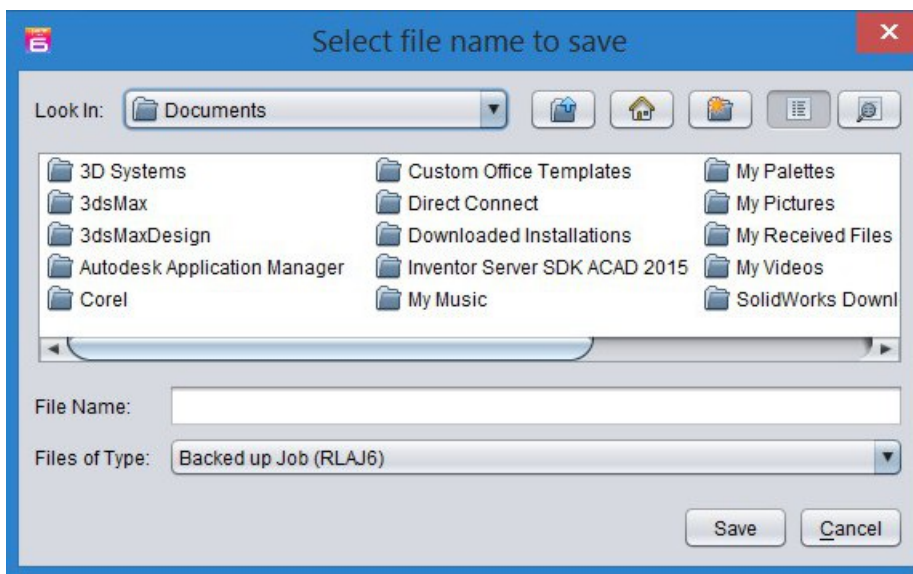 6
Select file name to save
Look In: Documents
3D Systems Custom Office Templates My Palettes
3dsMax Direct Connect My Pictures
3dsMaxDesign Downloaded Installations My Received Files
Autodesk Application Manager Inventor Server SDK ACAD 2015 My Videos
Corel My Music SolidWorks Downl
File Name:
Files of Type: Backed up Job (RLAJ6)
Save Cancel